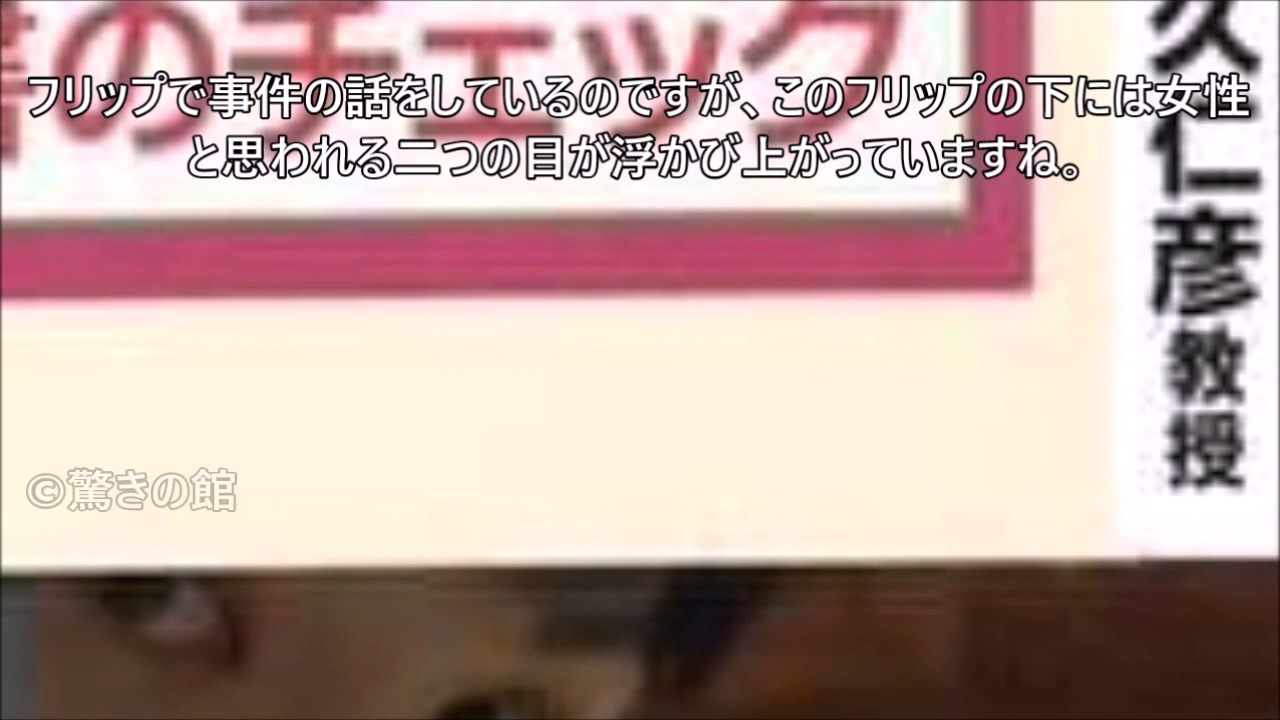 フリップで事件の話をしているのですが、このフリップの下には女性
と思われる二つの目が浮かび上がっていますね。
のチェック
久仁彦教授
©驚きの館